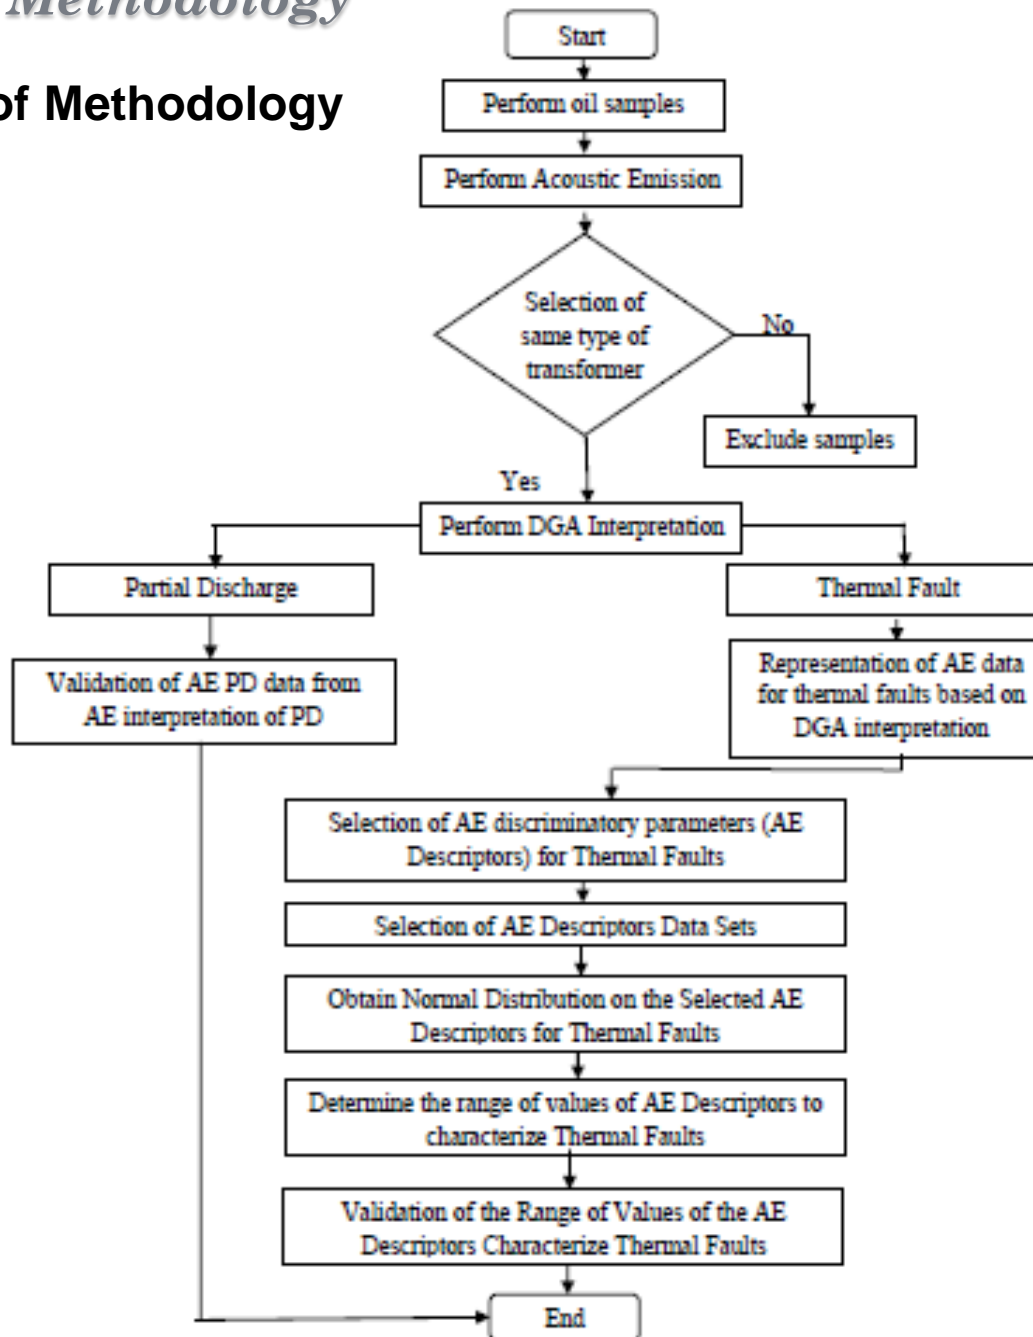 Methodology
of Methodology
Start
Perform oil samples
Perform Acoustic Emission
Selection of
same type of
transformer
No
Exclude samples
Yes
Perform DGA Interpretation
Partial Discharge
Thermal Fault
Validation of AE PD data from
AE interpretation of PD
Representation of AE data
for thermal faults based on
DGA interpretation
Selection of AE discriminatory parameters (AE
Descriptors) for Thermal Faults
Selection of AE Descriptors Data Sets
Obtain Normal Distribution on the Selected AE
Descriptors for Thermal Faults
Determine the range of values of AE Descriptors to
characterize Thermal Faults
Validation of the Range of Values of the AE
Descriptors Characterize Thermal Faults
End